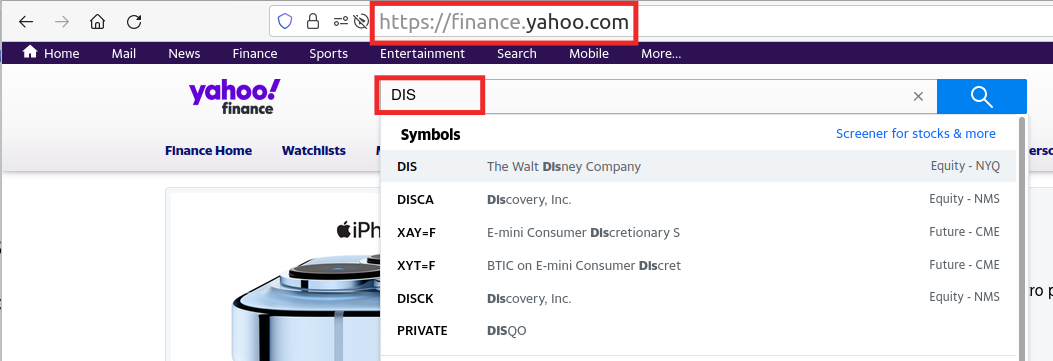 https://finance.yahoo.com
Home News Finance Sports Entertainment Search Mobile More...
yahoo!
finance
DIS ×
Symbols Screener for stocks & more
Finance Home Watchlists
DIS The Walt Disney Company Equity - NYQ
DISCA Discovery, Inc. Equity - NMS
XAY=F E-mini Consumer Discretionary S Future - CME
XYT=F BTIC on E-mini Consumer Discret Future - CME
DISCK Discovery, Inc. Equity - NMS
PRIVATE DISQO
iPh
ro p